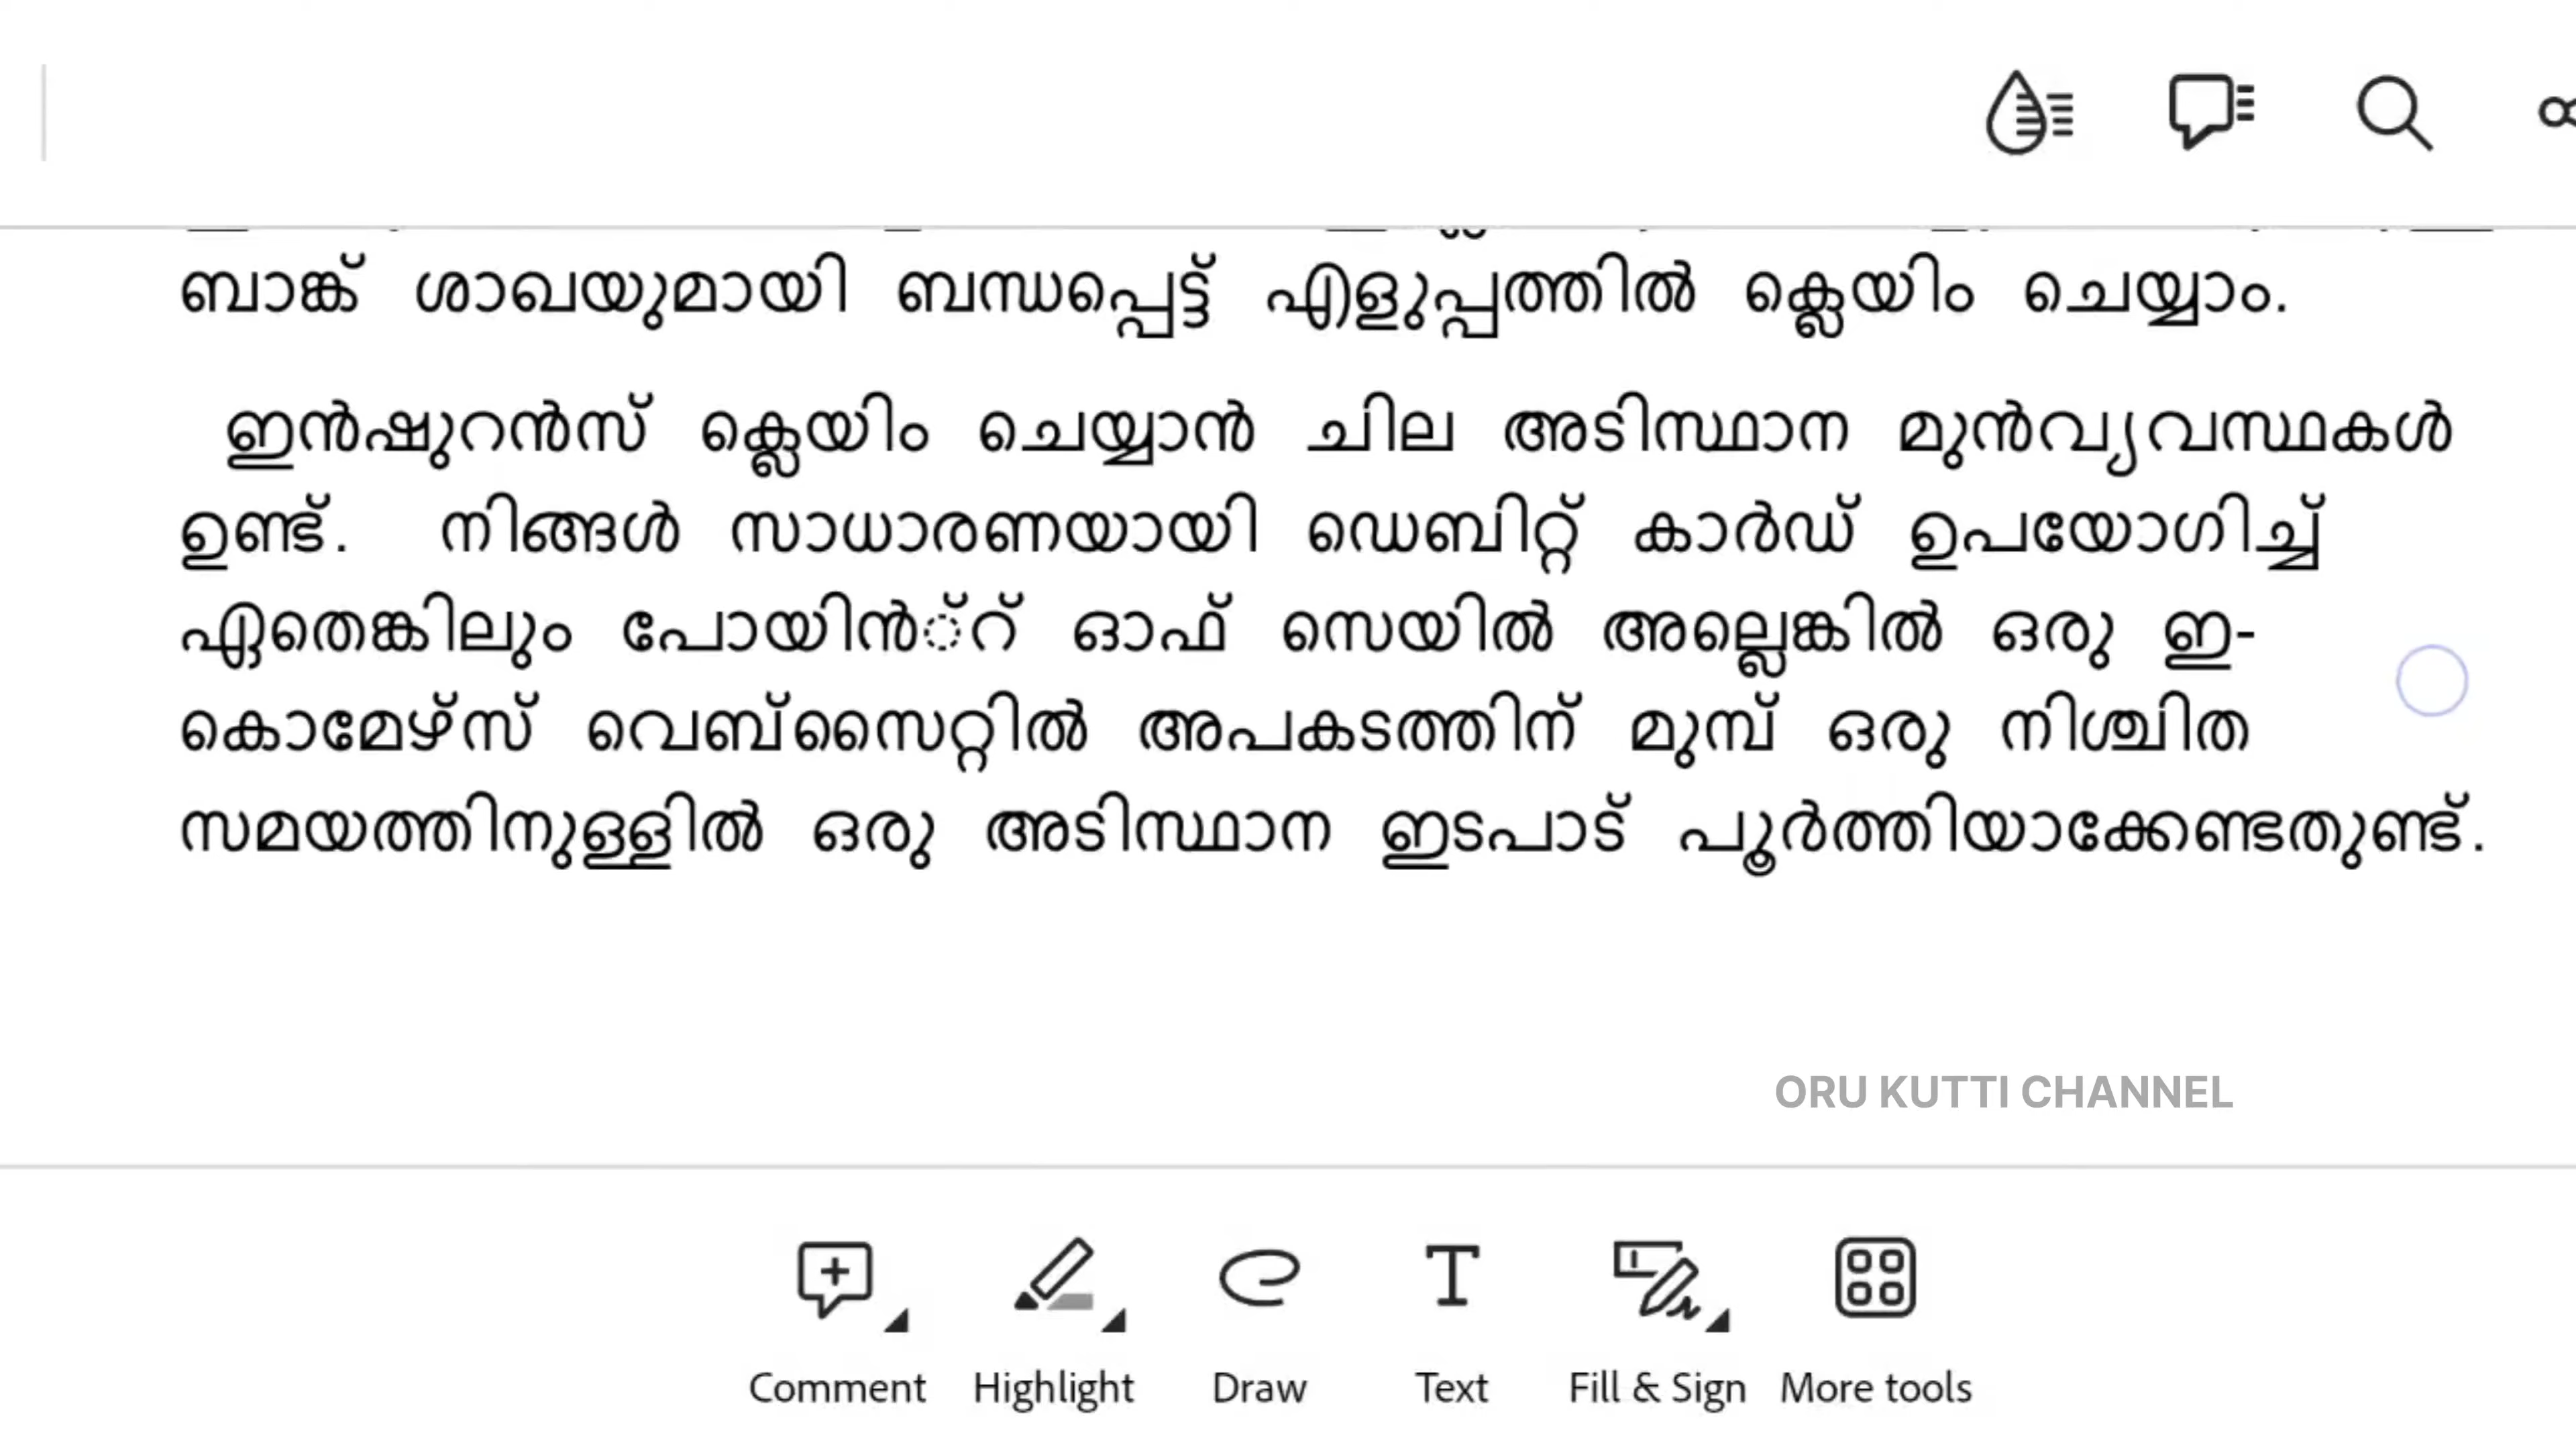 ബാങ്ക് ശാഖയുമായി ബന്ധപ്പെട്ട് എളുപ്പത്തിൽ ക്ലെയിം ചെയ്യാം.
ഇൻഷുറൻസ് ക്ലെയിം ചെയ്യാൻ ചില അടിസ്ഥാന മുൻവ്യവസ്ഥകൾ
ഉണ്ട്. നിങ്ങൾ സാധാരണയായി ഡെബിറ്റ് കാർഡ് ഉപയോഗിച്ച്
ഏതെങ്കിലും പോയിൻ്റ് ഓഫ് സെയിൽ അല്ലെങ്കിൽ ഒരു ഇ-
കൊമേഴ്സ് വെബ്സൈറ്റിൽ അപകടത്തിന് മുമ്പ് ഒരു നിശ്ചിത
സമയത്തിനുള്ളിൽ ഒരു അടിസ്ഥാന ഇടപാട് പൂർത്തിയാക്കേണ്ടതുണ്ട്.
ORU KUTTI CHANNEL
Comment Highlight Draw Text Fill & Sign More tools